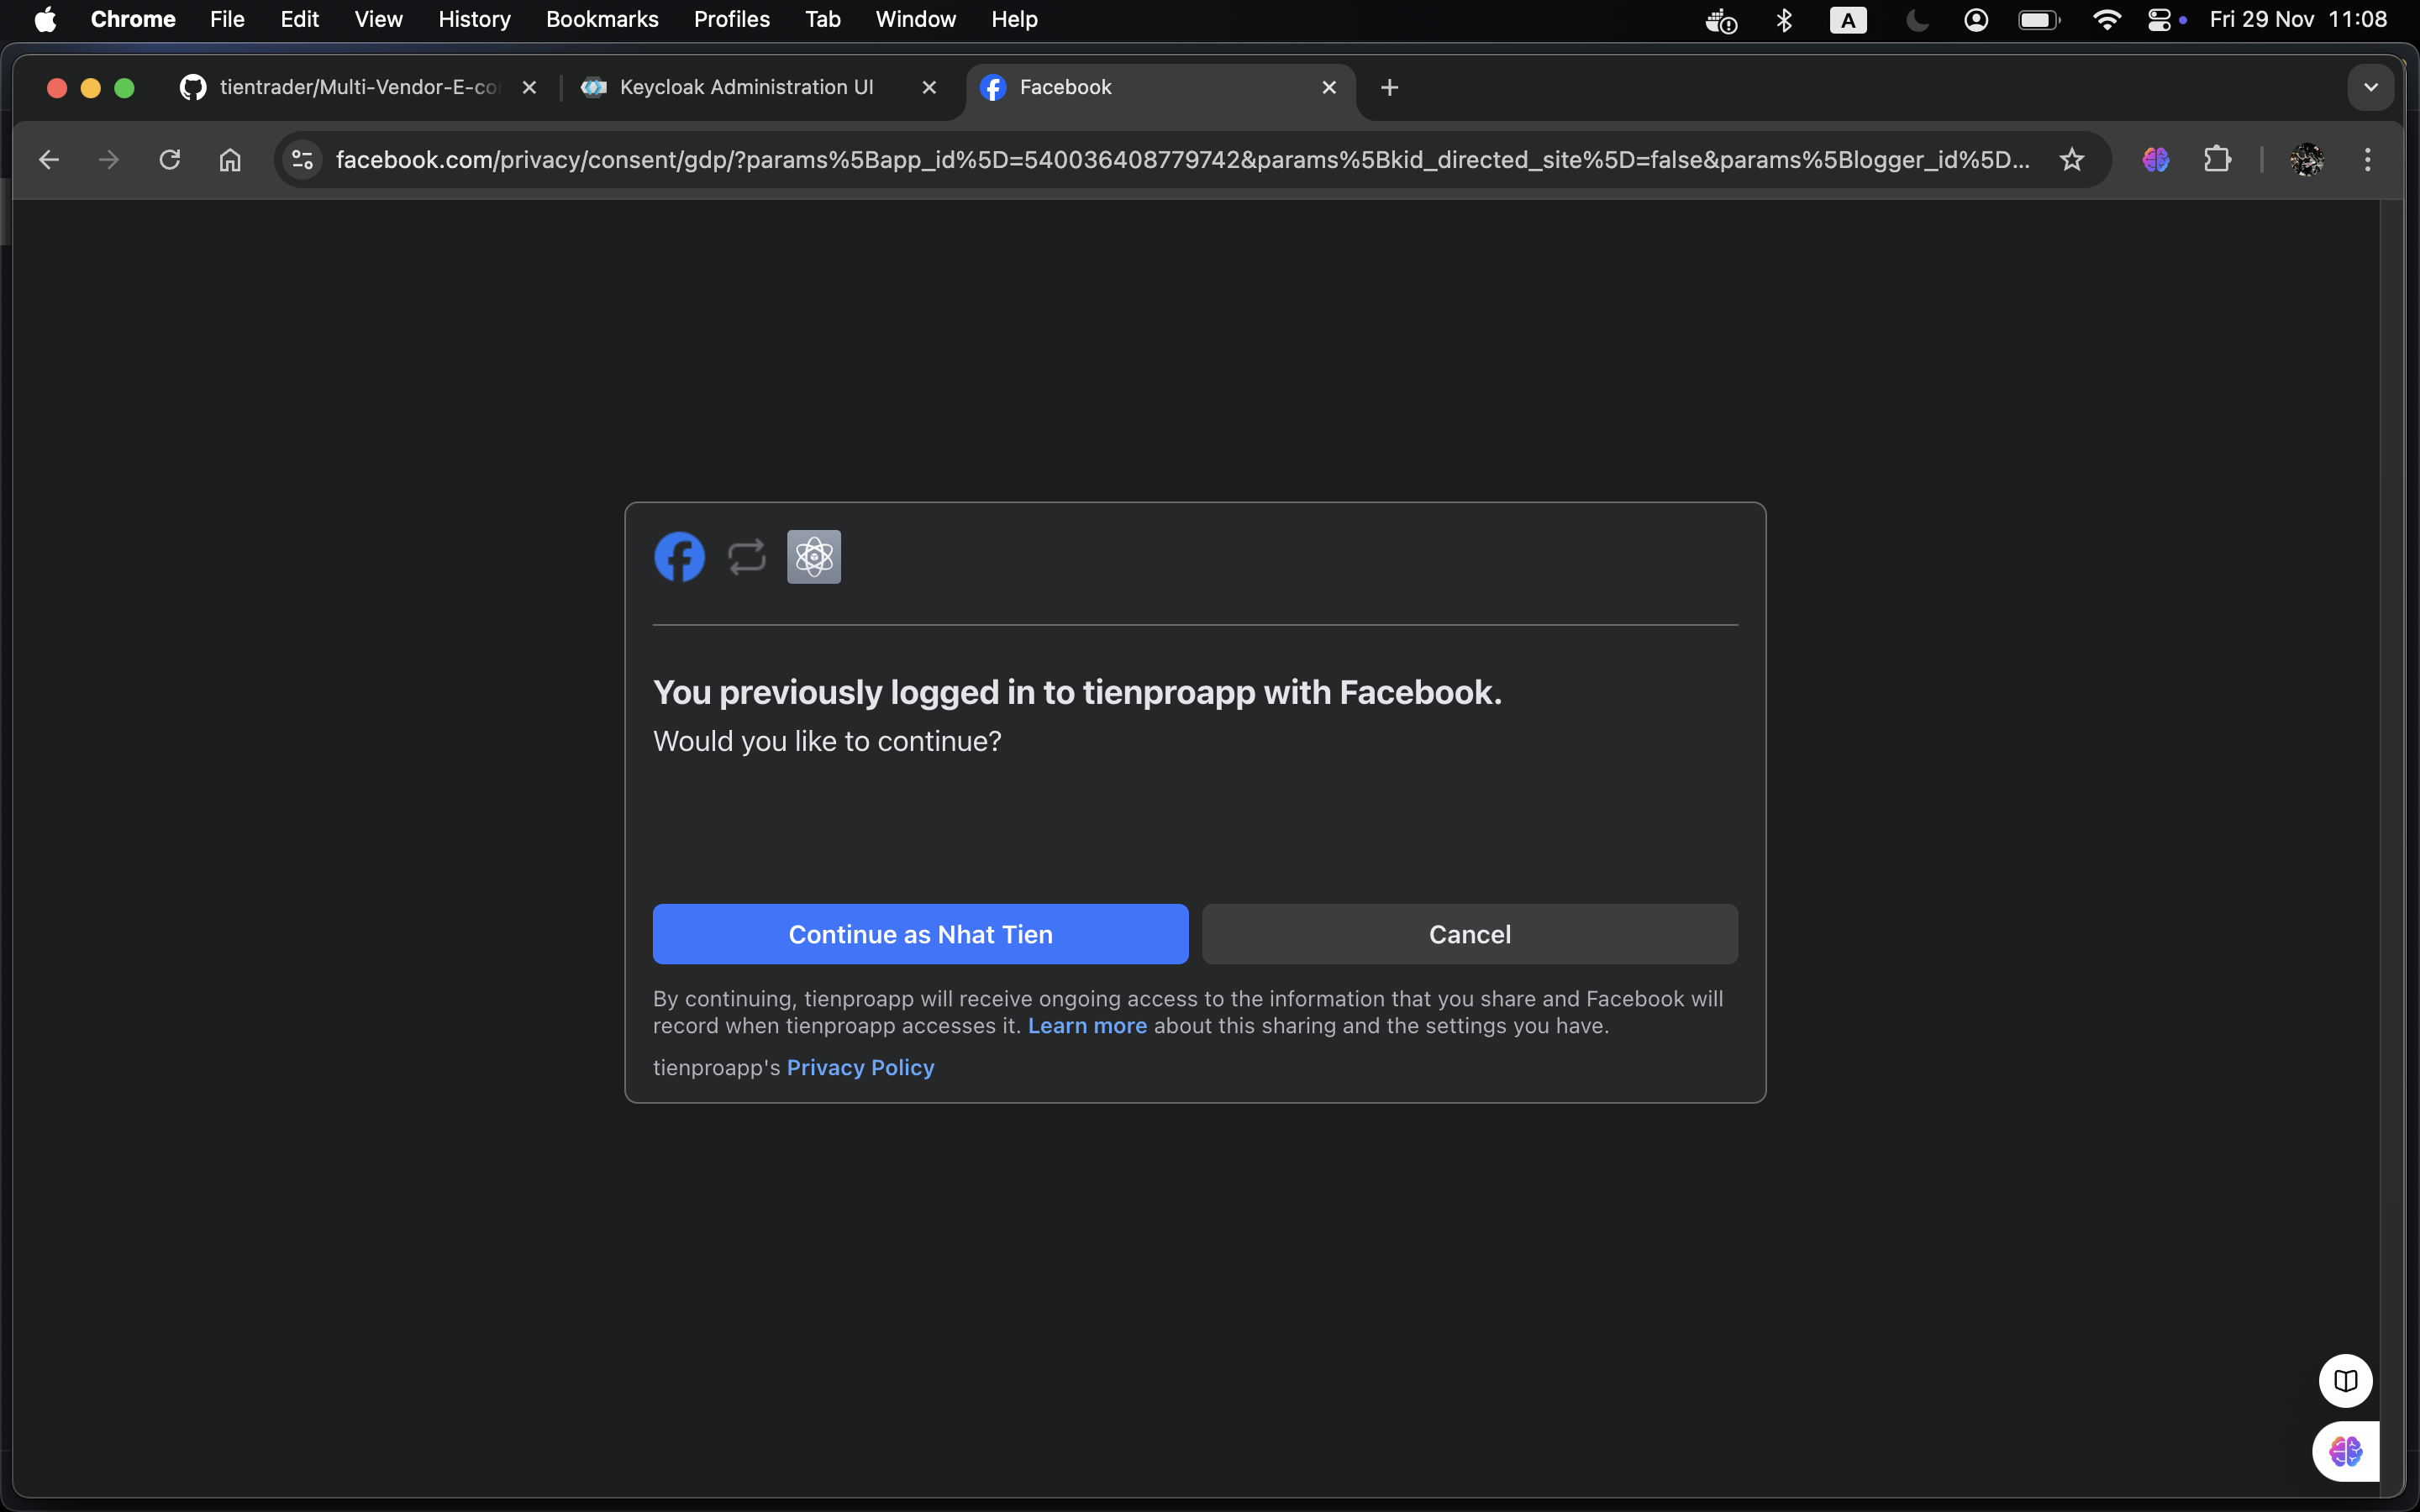 Chrome File Edit View History Bookmarks Profiles Tab Window Help A Fri 29 Nov 11:08
tientrader/Multi-Vendor-E-co Keycloak Administration UI Facebook
facebook.com/privacy/consent/gdp/?params%5Bapp_id%5D=540036408779742&params%5Bkid_directed_site%5D=false&params%5Blogger_id%5D...
You previously logged in to tienproapp with Facebook.
Would you like to continue?
Continue as Nhat Tien Cancel
By continuing, tienproapp will receive ongoing access to the information that you share and Facebook will
record when tienproapp accesses it. Learn more about this sharing and the settings you have.
tienproapp's Privacy Policy